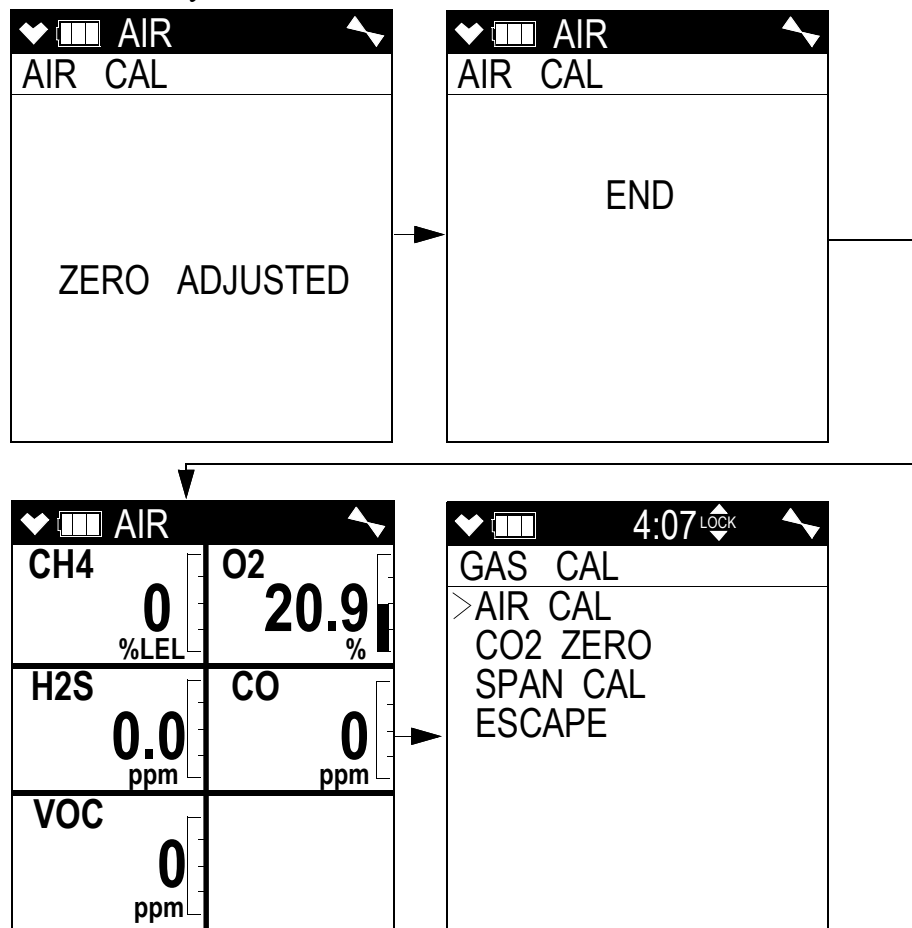 AIR
AIR CAL
ZERO ADJUSTED
AIR
AIR CAL
END
AIR
CH4
0
%LEL
O2
20.9
%
H2S
0.0
ppm
CO
0
ppm
VOC
0
ppm
4:07 LOCK
GAS CAL
>AIR CAL
CO2 ZERO
SPAN CAL
ESCAPE